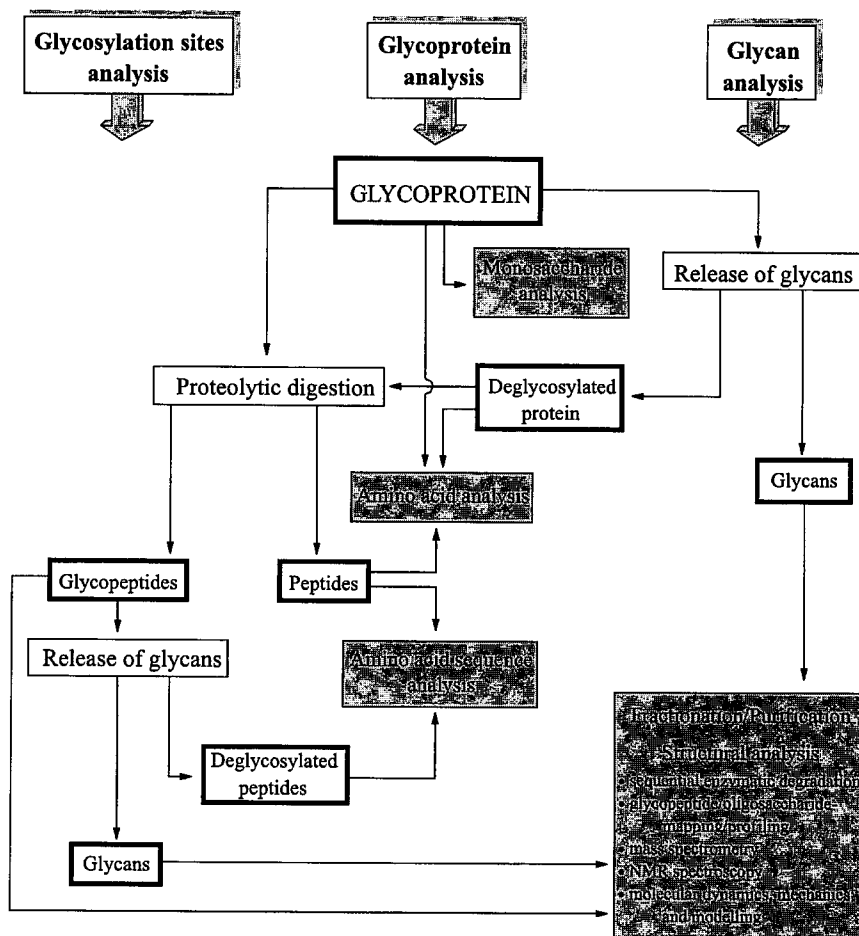 Glycosylation sites
analysis
Glycoprotein
analysis
Glycan
analysis
GLYCOPROTEIN
Monosaccharide
analysis
Release of glycans
Proteolytic digestion
Deglycosylated
protein
Amino acid analysis
Glycans
Glycopeptides
Peptides
Release of glycans
Amino acid sequence
analysis
Deglycosylated
peptides
Glycans
Fractionation/Purification
Structural analysis
• sequential enzymatic degradation
• glycopeptide/oligosaccharide
mapping/profiling
• mass spectrometry
• NMR spectroscopy
• molecular dynamics, mechanics
and modelling